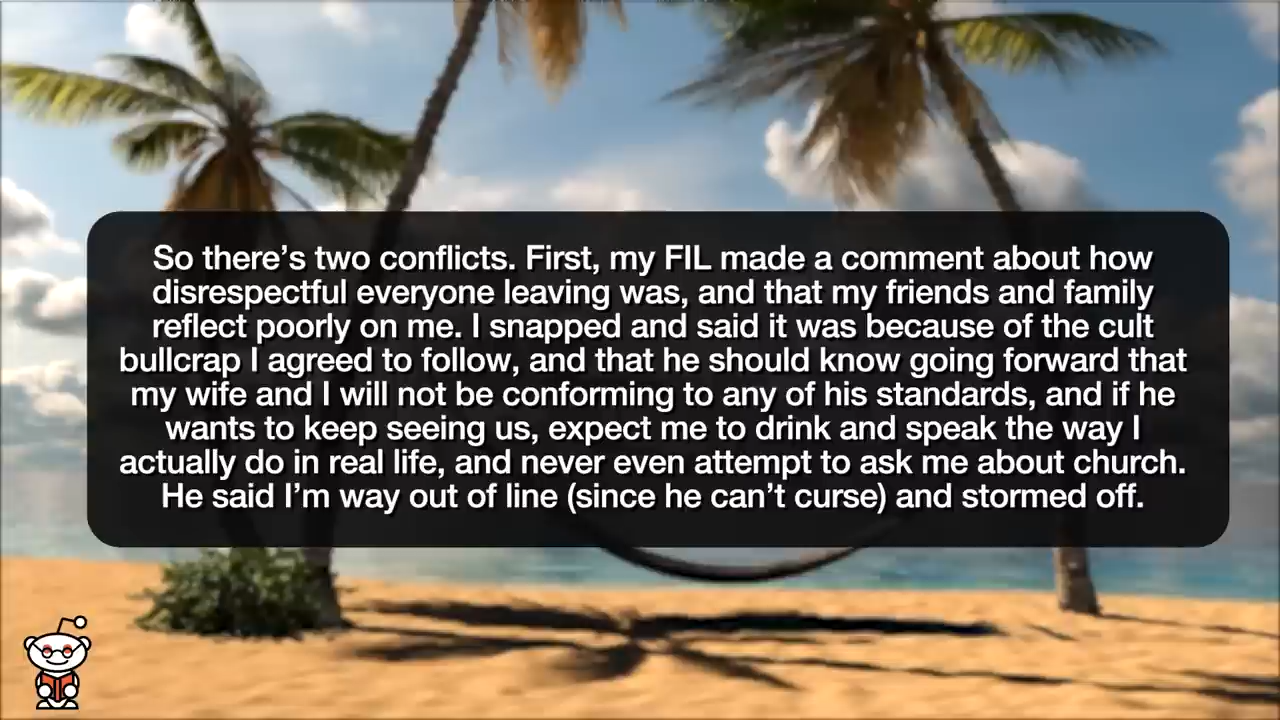 So there’s two conflicts. First, my FIL made a comment about how
disrespectful everyone leaving was, and that my friends and family
reflect poorly on me. I snapped and said it was because of the cult
bullcrap I agreed to follow, and that he should know going forward that
my wife and I will not be conforming to any of his standards, and if he
wants to keep seeing us, expect me to drink and speak the way I
actually do in real life, and never even attempt to ask me about church.
He said I’m way out of line (since he can’t curse) and stormed off.